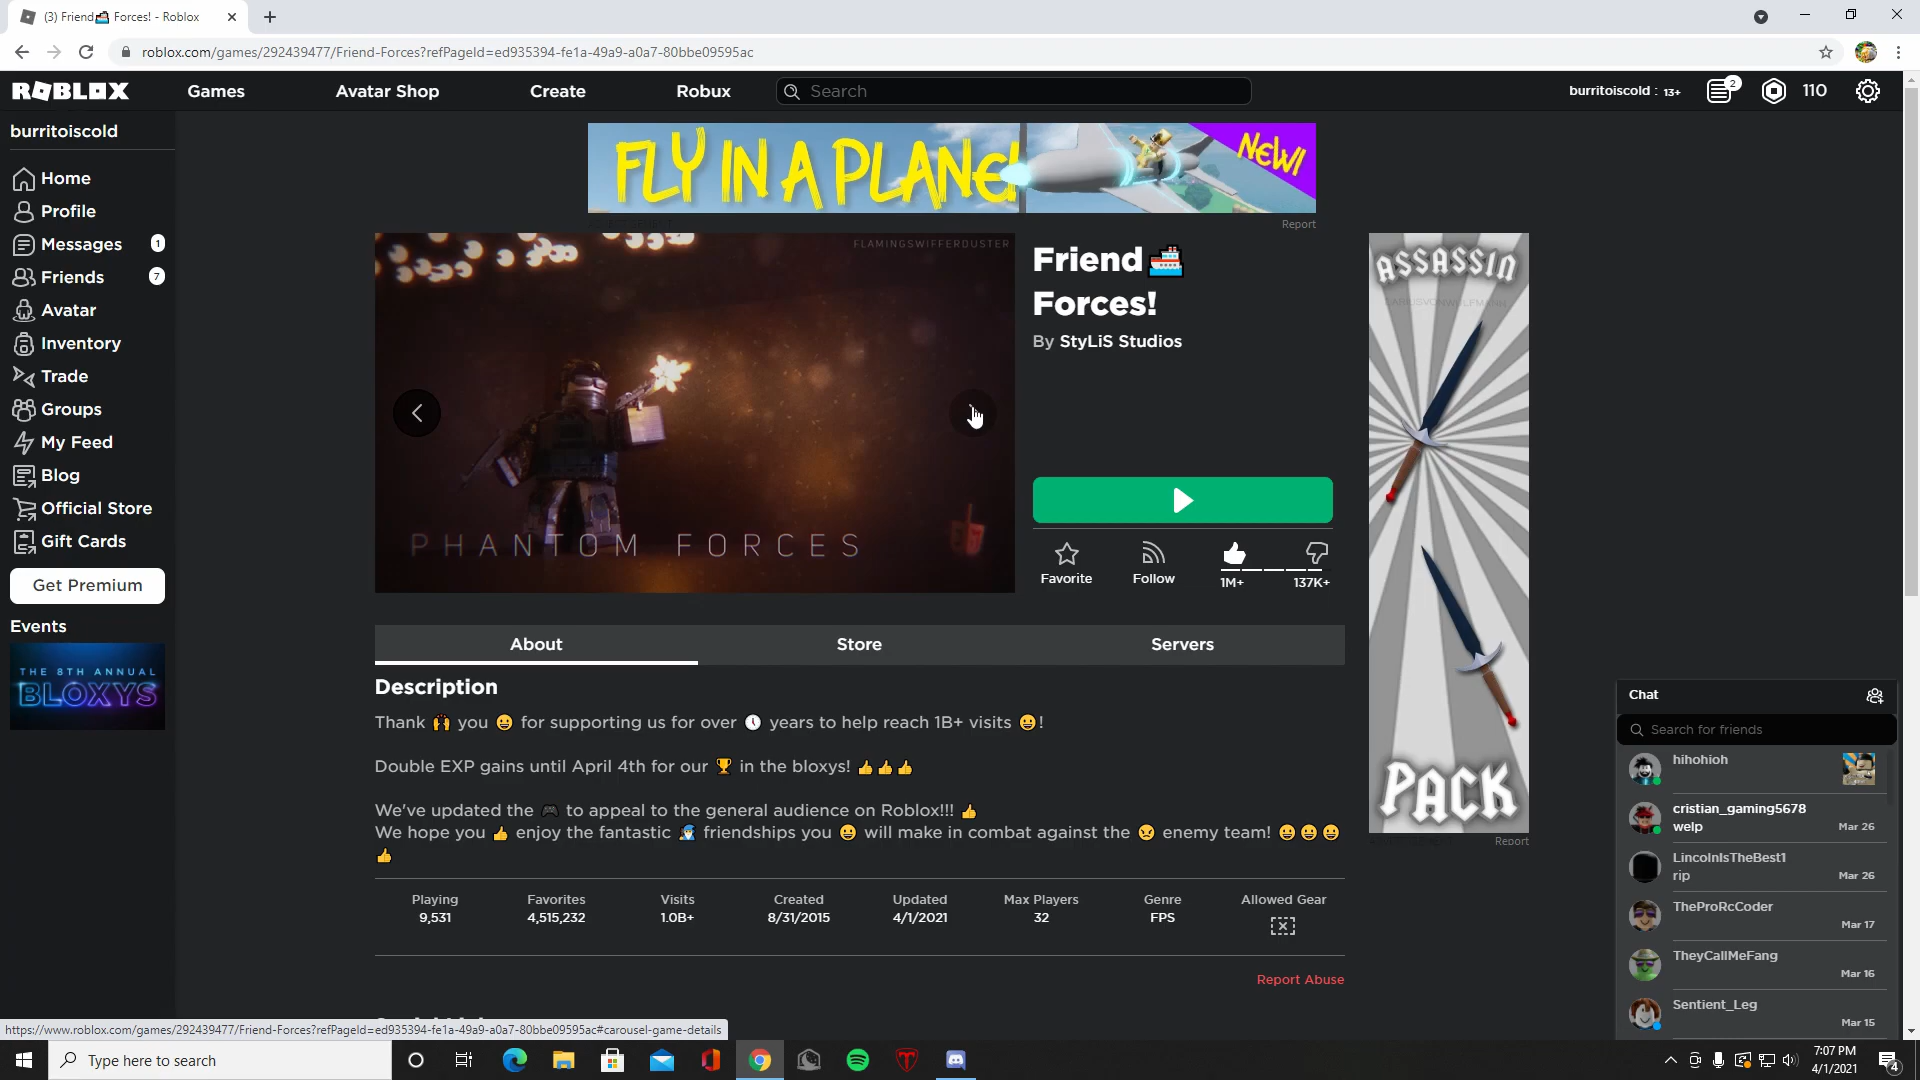 (3) Friend🚢 Forces! - Roblox
roblox.com/games/292439477/Friend-Forces?refPageId=ed935394-fe1a-49a9-a0a7-80bbe09595ac
ROBLOX
Games
Avatar Shop
Create
Robux
Search
burritoiscold : 13+
2
110
burritoiscold
Home
Profile
Messages 1
Friends 7
Avatar
Inventory
Trade
Groups
My Feed
Blog
Official Store
Gift Cards
Get Premium
Events
THE 8TH ANNUAL
BLOXYS
FLY IN A PLANE!
NEW!
Report
FLAMINGSWIFFERDUSTER
PHANTOM FORCES
Friend🚢
Forces!
By StyLiS Studios
Favorite
Follow
1M+
137K+
ASSASSIN
PACK
Report
About
Store
Servers
Description
Thank 🙌 you 😀 for supporting us for over 🕔 years to help reach 1B+ visits 😀!
Double EXP gains until April 4th for our 🏆 in the bloxys! 👍👍👍
We've updated the 🎮 to appeal to the general audience on Roblox!!! 👍
We hope you 👍 enjoy the fantastic 🧞 friendships you 😀 will make in combat against the 😠 enemy team! 😀😀😀
👍
Playing Favorites Visits Created Updated Max Players Genre Allowed Gear
9,531 4,515,232 1.0B+ 8/31/2015 4/1/2021 32 FPS
Report Abuse
Chat
Search for friends
hihohioh
cristian_gaming5678
welp Mar 26
LincolnIsTheBest1
rip Mar 26
TheProRcCoder
Mar 17
TheyCallMeFang
Mar 16
Sentient_Leg
Mar 15
https://www.roblox.com/games/292439477/Friend-Forces?refPageId=ed935394-fe1a-49a9-a0a7-80bbe09595ac#carousel-game-details
Type here to search
7:07 PM
4/1/2021
4